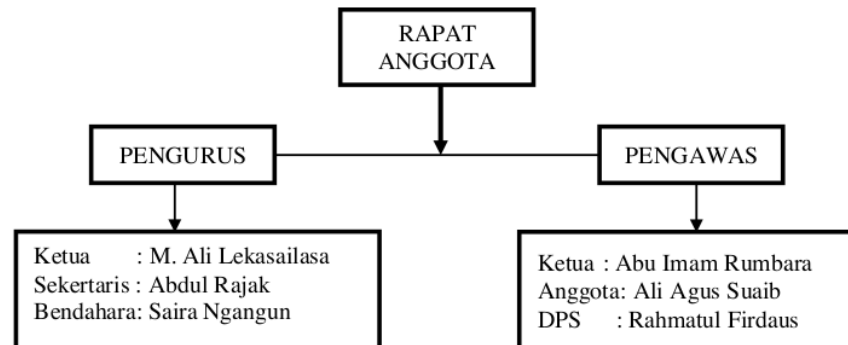 RAPAT
ANGGOTA
PENGURUS
PENGAWAS
Ketua : M. Ali Lekasailasa
Sekertaris : Abdul Rajak
Bendahara: Saira Ngangun
Ketua : Abu Imam Rumbara
Anggota: Ali Agus Suaib
DPS : Rahmatul Firdaus